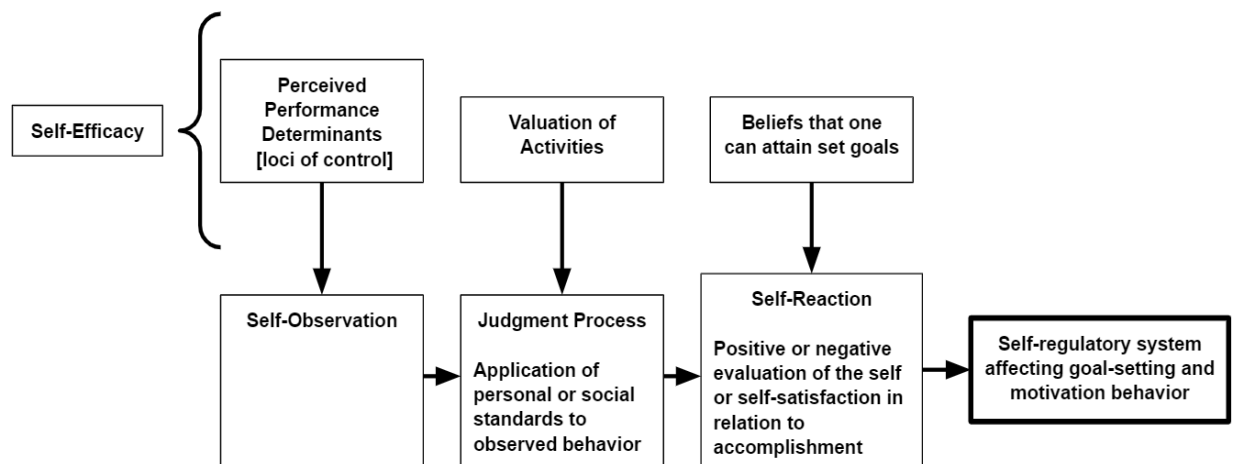 Self-Efficacy
Perceived
Performance
Determinants
[loci of control]
Valuation of
Activities
Beliefs that one
can attain set goals
Self-Observation
Judgment Process
Application of
personal or social
standards to
observed behavior
Self-Reaction
Positive or negative
evaluation of the self
or self-satisfaction in
relation to
accomplishment
Self-regulatory system
affecting goal-setting and
motivation behavior